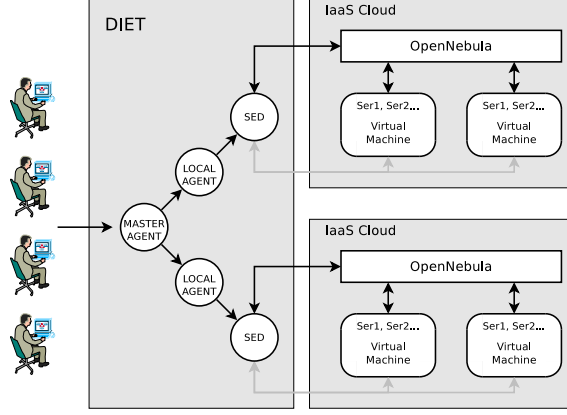 DIET
IaaS Cloud
OpenNebula
Ser1, Ser2...
Virtual
Machine
Ser1, Ser2...
Virtual
Machine
SED
LOCAL
AGENT
MASTER
AGENT
LOCAL
AGENT
SED
IaaS Cloud
OpenNebula
Ser1, Ser2...
Virtual
Machine
Ser1, Ser2...
Virtual
Machine